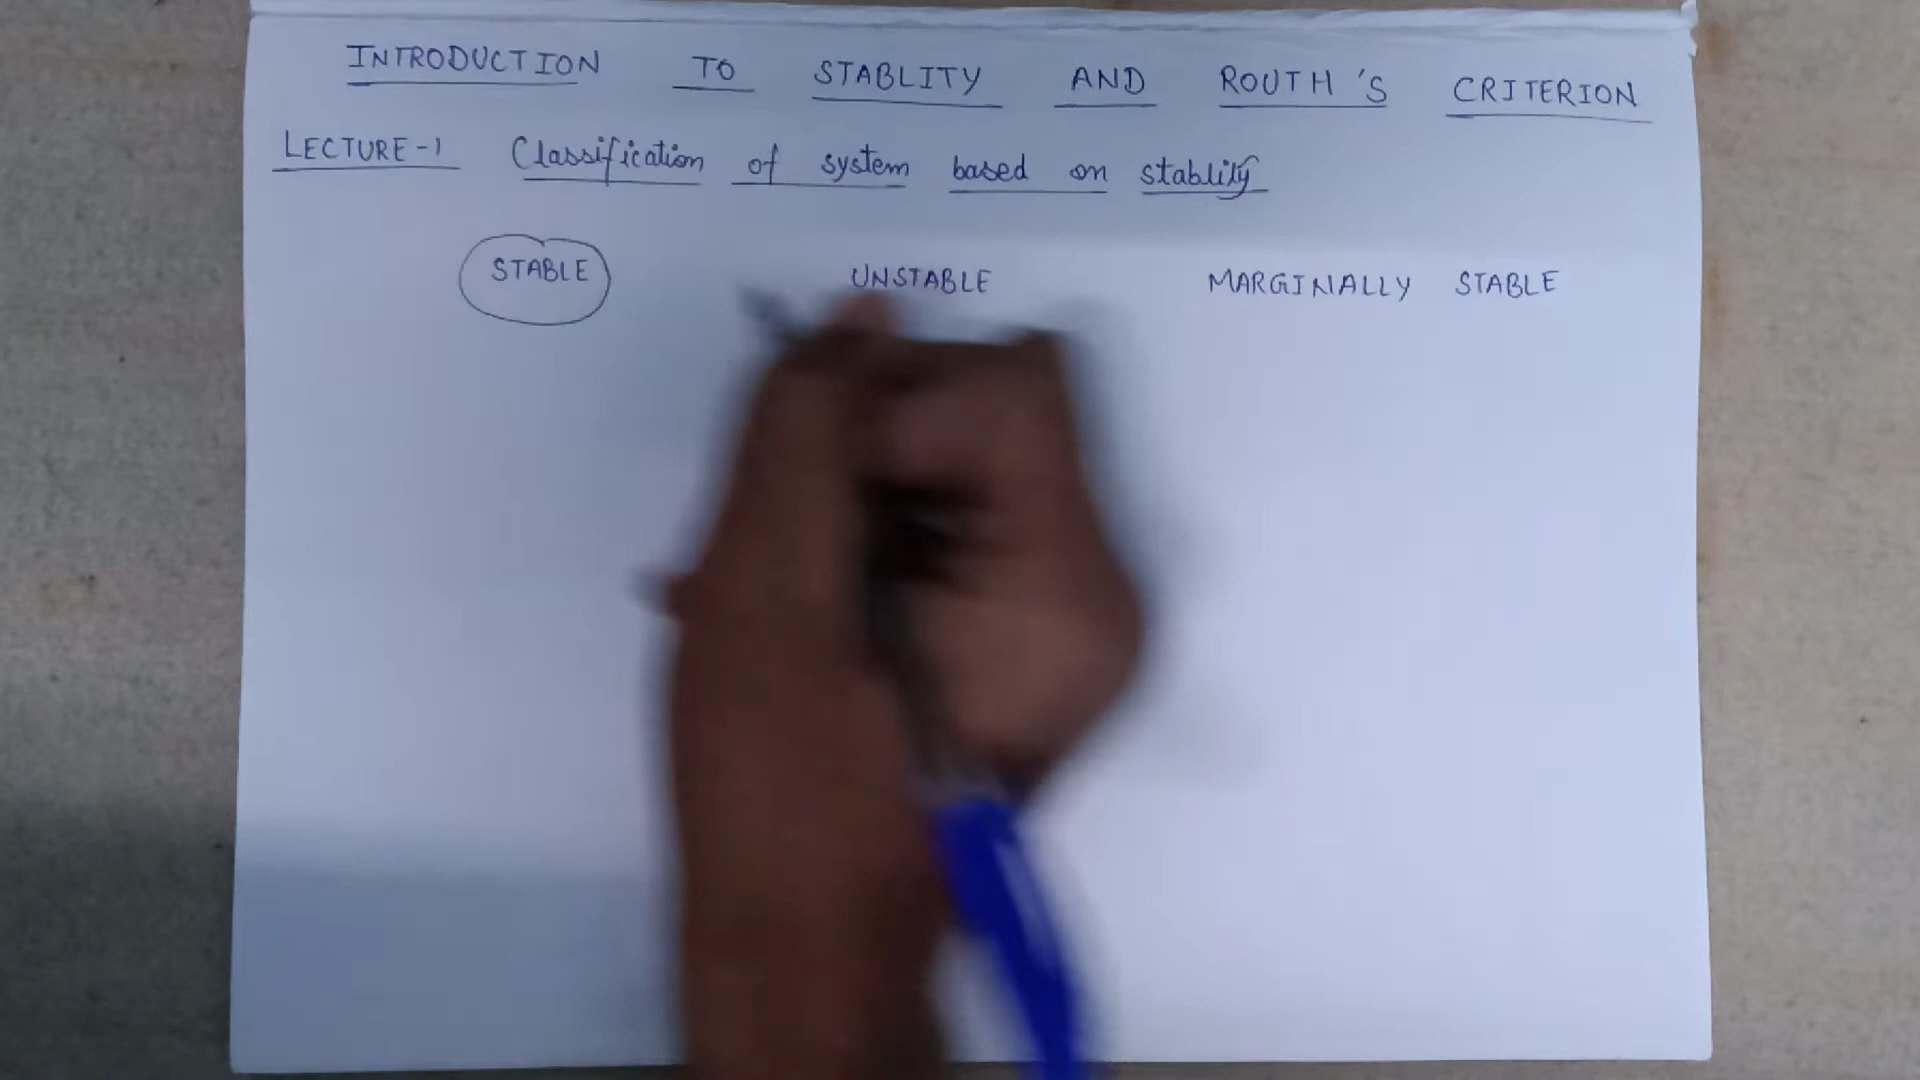 INTRODUCTION TO STABLITY AND ROUTH'S CRITERION
LECTURE-1 Classification of system based on stablity
STABLE UNSTABLE MARGINALLY STABLE